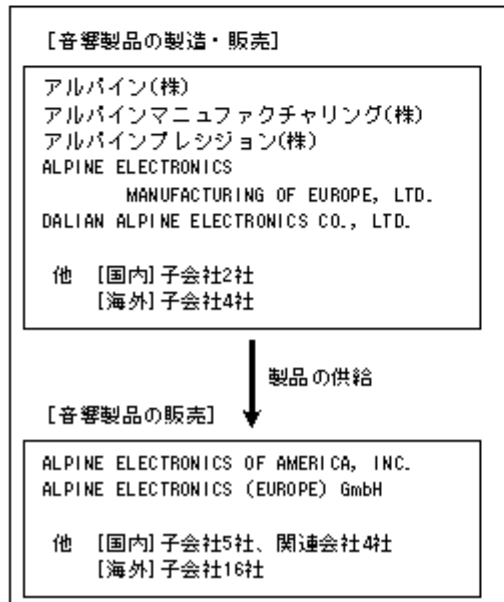 [音響製品の製造・販売]
アルパイン(株)
アルパインマニュファクチャリング(株)
アルパインプレシジョン(株)
ALPINE ELECTRONICS
MANUFACTURING OF EUROPE, LTD.
DALIAN ALPINE ELECTRONICS CO., LTD.
他 [国内] 子会社2社
[海外] 子会社4社
製品の供給
[音響製品の販売]
ALPINE ELECTRONICS OF AMERICA, INC.
ALPINE ELECTRONICS (EUROPE) GmbH
他 [国内] 子会社5社、関連会社4社
[海外] 子会社16社